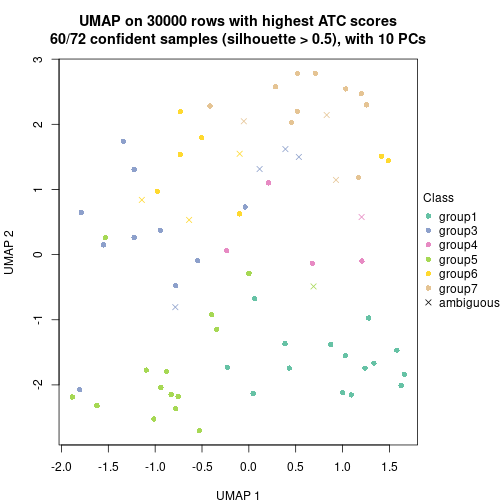 UMAP on 30000 rows with highest ATC scores
60/72 confident samples (silhouette > 0.5), with 10 PCs
3
2
1
0
-1
-2
UMAP 2
-2.0 -1.5 -1.0 -0.5 0.0 0.5 1.0 1.5
UMAP 1
Class
group1
group3
group4
group5
group6
group7
ambiguous